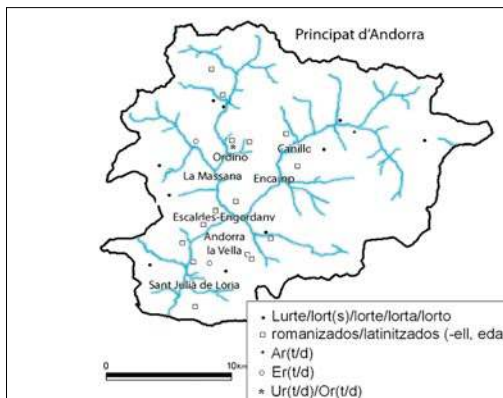 Principat d'Andorra
Ordino
Canillc
La Massana
Encamp
Escaldes-Engordany
Andorra
la Vella
Sant Julià de Lòria
Lurte/lort(s)/lorte/lorta/lorto
romanizados/latinitzados (-ell, eda
Ar(t/d)
Er(t/d)
Ur(t/d)/Or(t/d)
0
10km